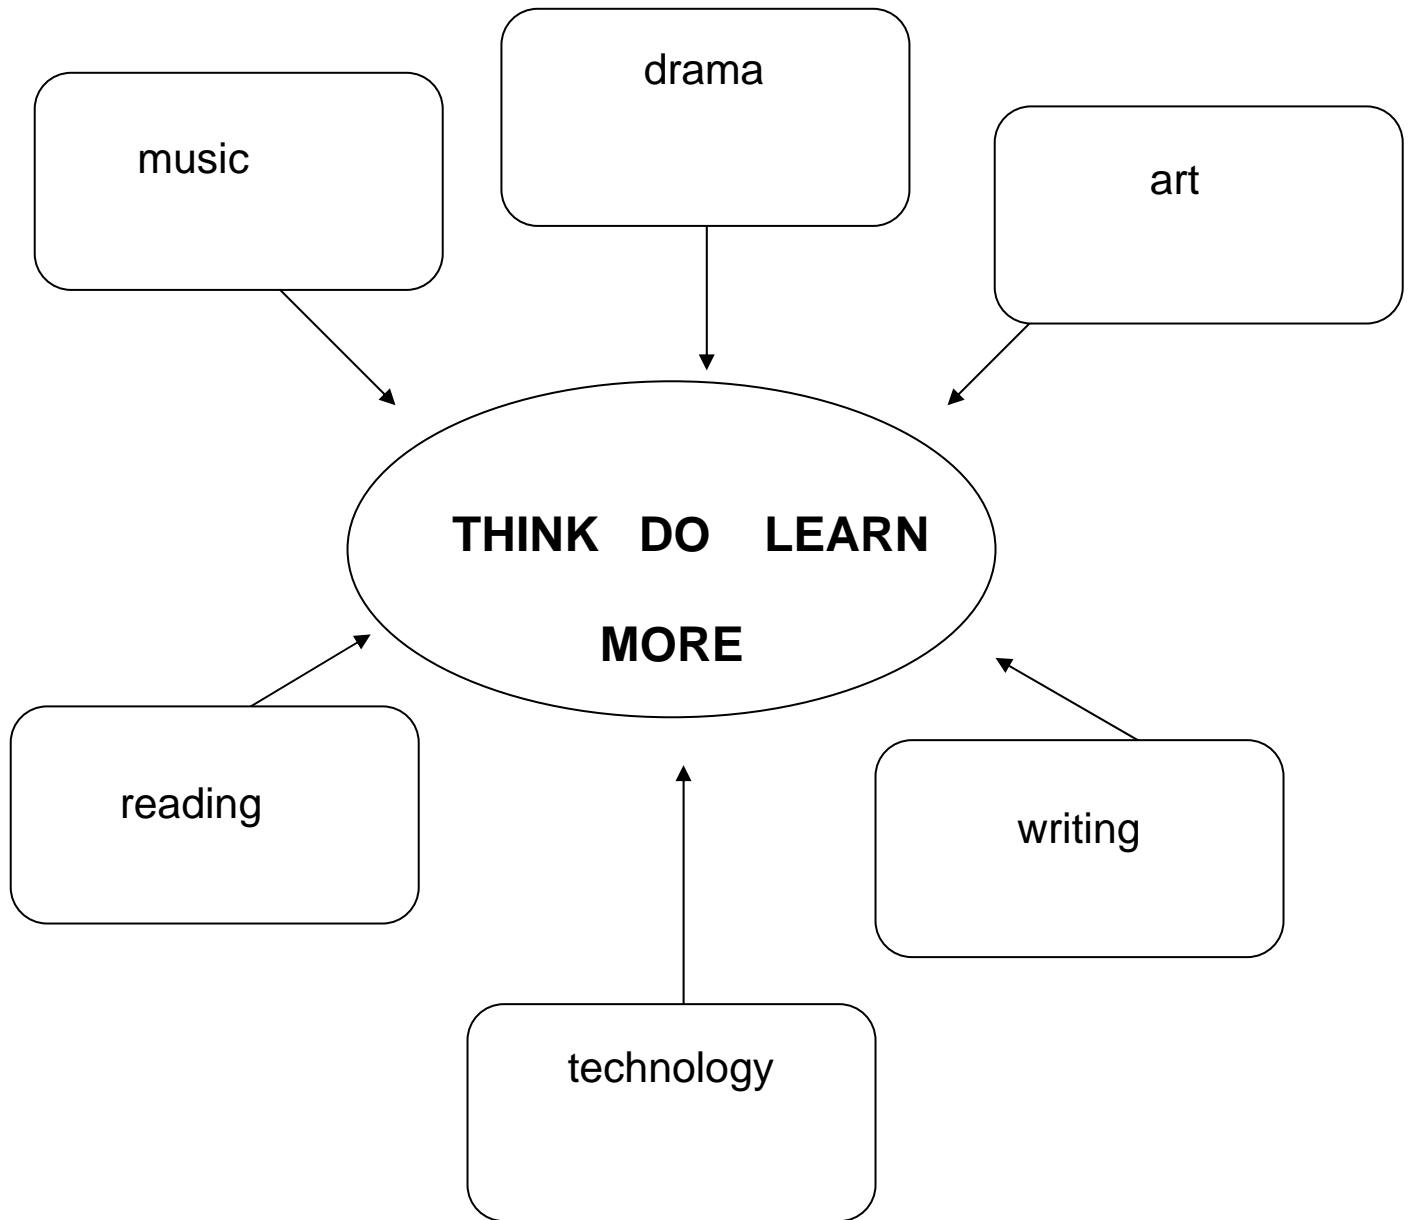 drama
music
art
THINK DO LEARN
MORE
reading
writing
technology